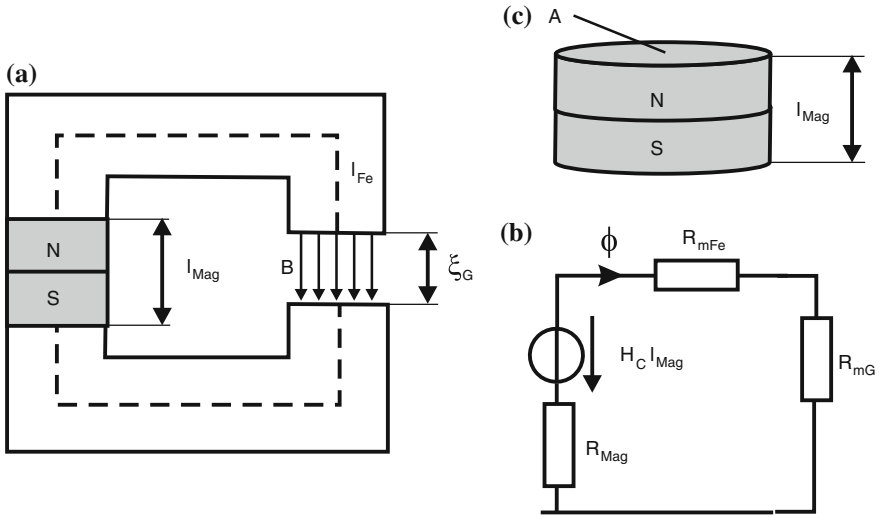 (a)
l_Fe
N
S
l_Mag
B
ξ_G
(c)
A
N
S
l_Mag
(b)
ϕ
R_mFe
H_C l_Mag
R_mG
R_Mag